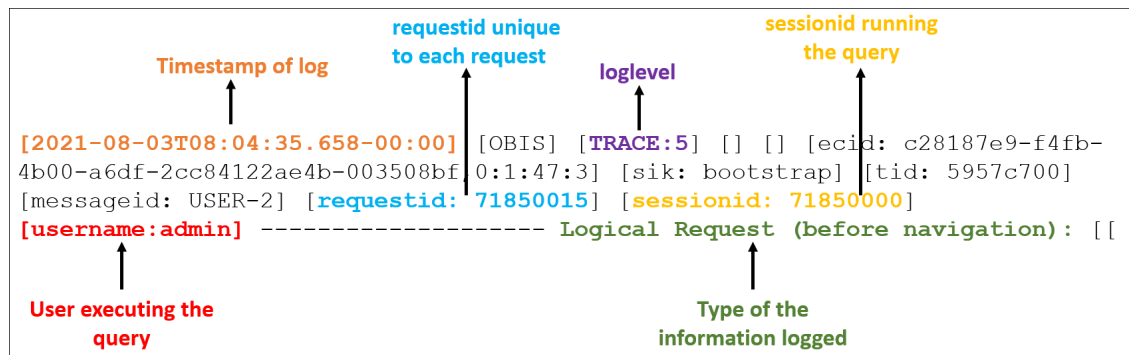 requestid unique
to each request
sessionid running
the query
Timestamp of log
loglevel
[2021-08-03T08:04:35.658-00:00] [OBIS] [TRACE:5] [] [] [ecid: c28187e9-f4fb-
4b00-a6df-2cc84122ae4b-003508bf,0:1:47:3] [sik: bootstrap] [tid: 5957c700]
[messageid: USER-2] [requestid: 71850015] [sessionid: 71850000]
[username:admin] -------------------- Logical Request (before navigation): [[
User executing the
query
Type of the
information logged